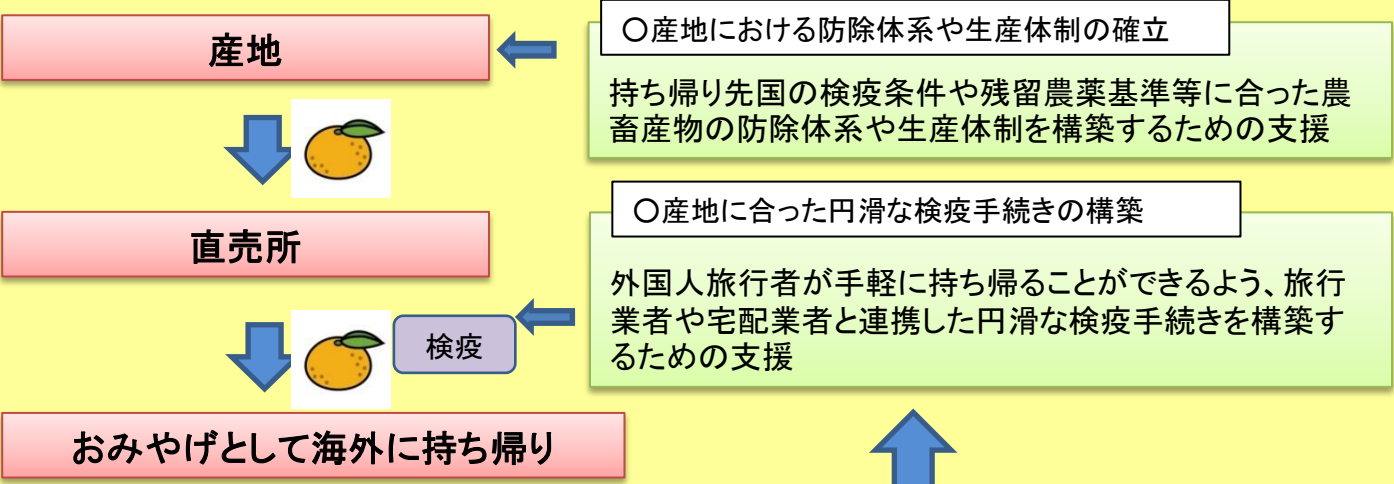 産地
〇産地における防除体系や生産体制の確立
持ち帰り先国の検疫条件や残留農薬基準等に合った農
畜産物の防除体系や生産体制を構築するための支援
直売所
〇産地に合った円滑な検疫手続きの構築
外国人旅行者が手軽に持ち帰ることができるよう、旅行
業者や宅配業者と連携した円滑な検疫手続きを構築す
るための支援
検疫
おみやげとして海外に持ち帰り